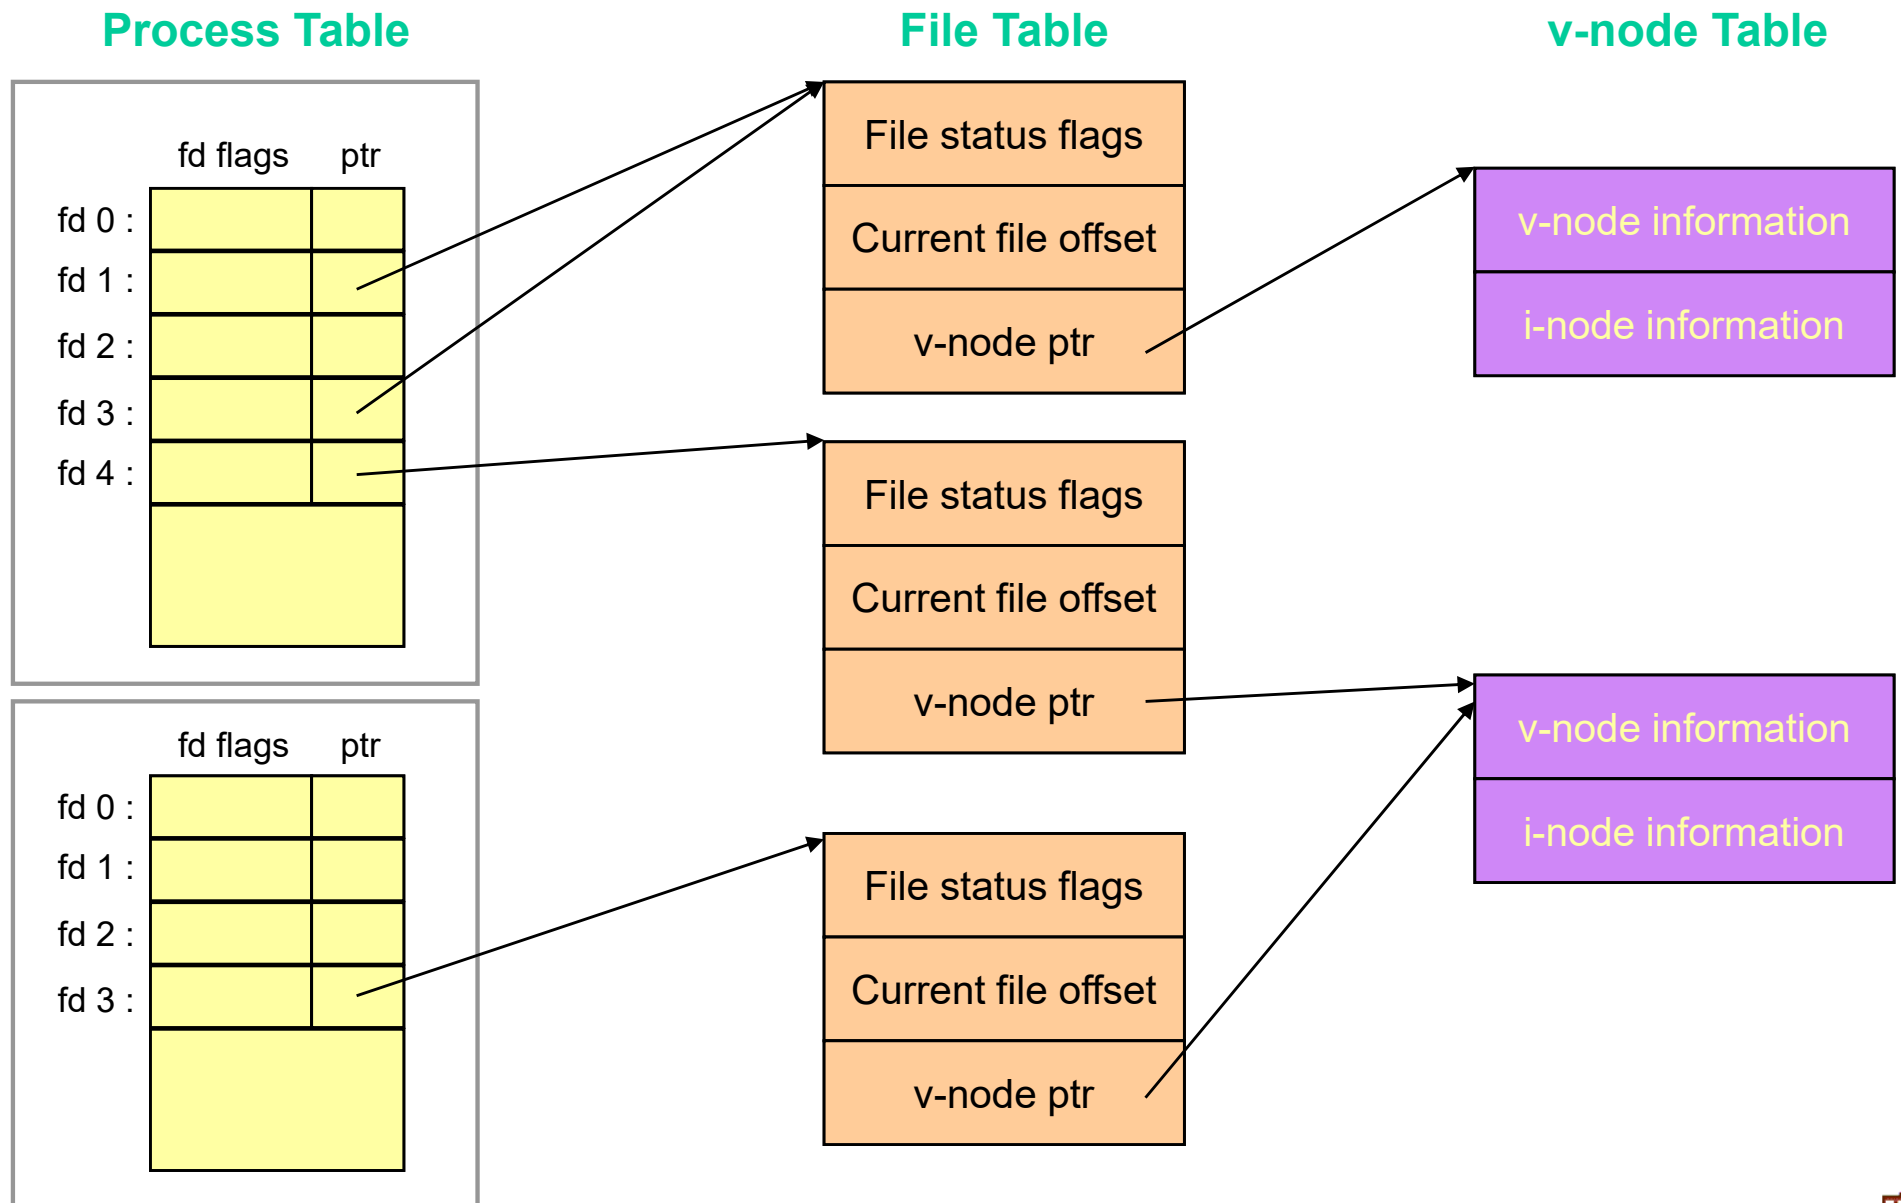 Process Table
File Table
v-node Table
fd flags ptr
fd 0 :
fd 1 :
fd 2 :
fd 3 :
fd 4 :
fd flags ptr
fd 0 :
fd 1 :
fd 2 :
fd 3 :
File status flags
Current file offset
v-node ptr
File status flags
Current file offset
v-node ptr
File status flags
Current file offset
v-node ptr
v-node information
i-node information
v-node information
i-node information